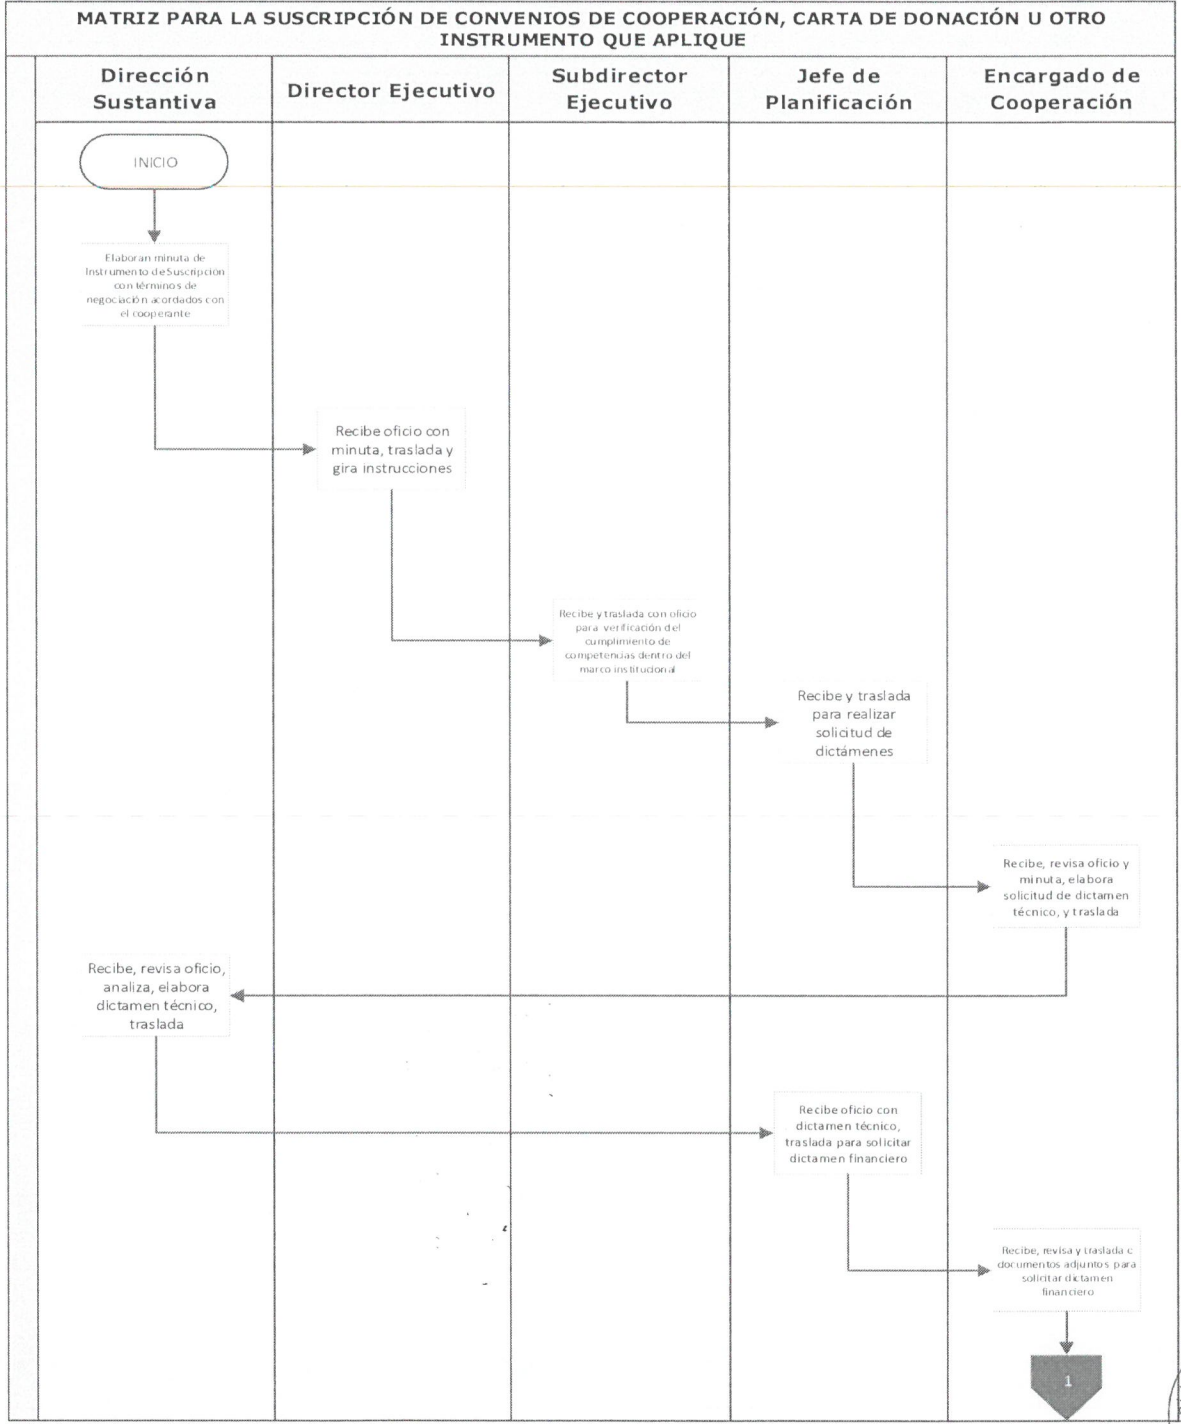 MATRIZ PARA LA SUSCRIPCIÓN DE CONVENIOS DE COOPERACIÓN, CARTA DE DONACIÓN U OTRO
INSTRUMENTO QUE APLIQUE
Dirección
Sustantiva
Director Ejecutivo
Subdirector
Ejecutivo
Jefe de
Planificación
Encargado de
Cooperación
INICIO
Elaboran minuta de
Instrumento de Suscripción
con términos de
negociación acordados con
el cooperante
Recibe oficio con
minuta, traslada y
gira instrucciones
Recibe y traslada con oficio
para verificación del
cumplimiento de
competencias dentro del
marco institucional
Recibe y traslada
para realizar
solicitud de
dictámenes
Recibe, revisa oficio y
minuta, elabora
solicitud de dictamen
técnico, y traslada
Recibe, revisa oficio,
analiza, elabora
dictamen técnico,
traslada
Recibe oficio con
dictamen técnico,
traslada para solicitar
dictamen financiero
Recibe, revisa y traslada c
documentos adjuntos para
solicitar dictamen
financiero
1